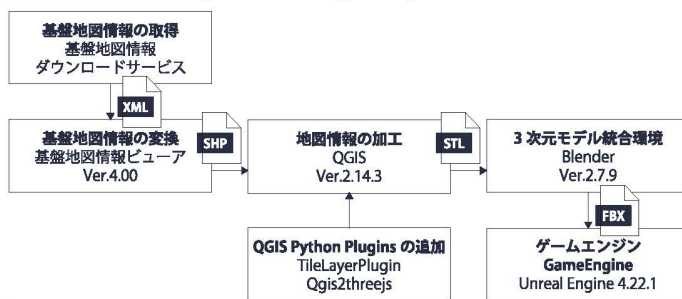 基盤地図情報の取得
基盤地図情報
ダウンロードサービス
XML
基盤地図情報の変換
基盤地図情報ビューア
Ver.4.00
SHP
地図情報の加工
QGIS
Ver.2.14.3
STL
3 次元モデル統合環境
Blender
Ver.2.7.9
FBX
QGIS Python Plugins の追加
TileLayerPlugin
Qgis2threejs
ゲームエンジン
GameEngine
Unreal Engine 4.22.1